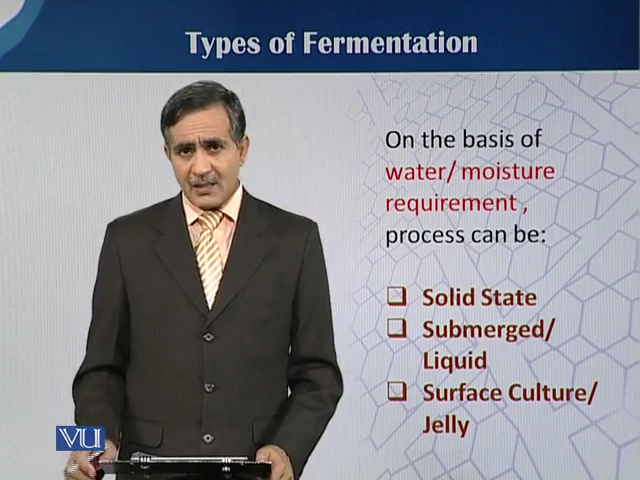 Types of Fermentation
On the basis of
water/ moisture
requirement ,
process can be:
Solid State
Submerged/
Liquid
Surface Culture/
Jelly
VU